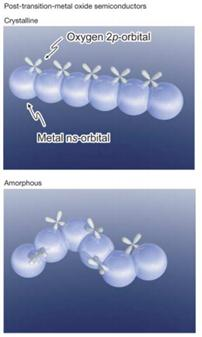 Post-transition-metal oxide semiconductors
Crystalline
Oxygen 2p-orbital
Metal ns-orbital
Amorphous